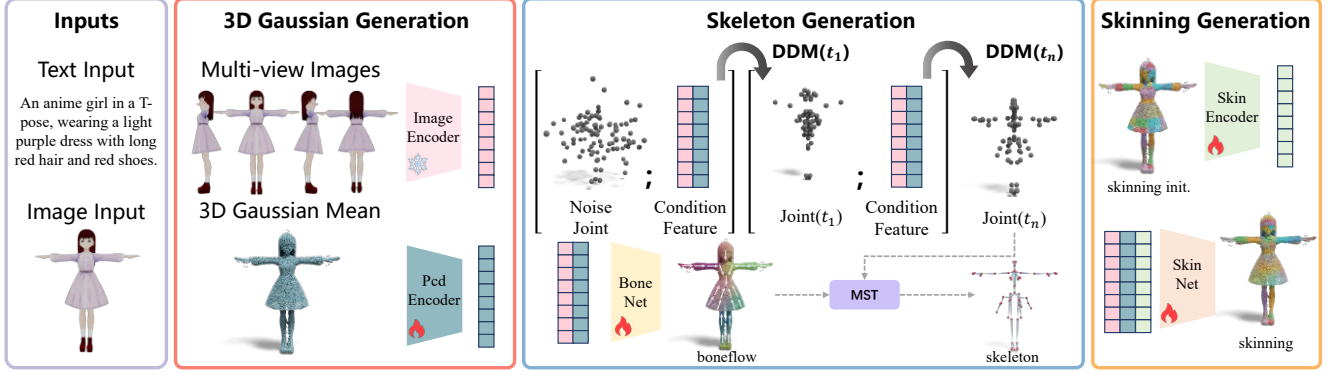 Inputs
Text Input
An anime girl in a T-
pose, wearing a light
purple dress with long
red hair and red shoes.
Image Input
3D Gaussian Generation
Multi-view Images
Image
Encoder
3D Gaussian Mean
Pcd
Encoder
Skeleton Generation
DDM(t₁)
DDM(tₙ)
;
;
Noise
Joint
Condition
Feature
Joint(t₁)
Condition
Feature
Joint(tₙ)
Bone
Net
boneflow
MST
skeleton
Skinning Generation
Skin
Encoder
skinning init.
Skin
Net
skinning